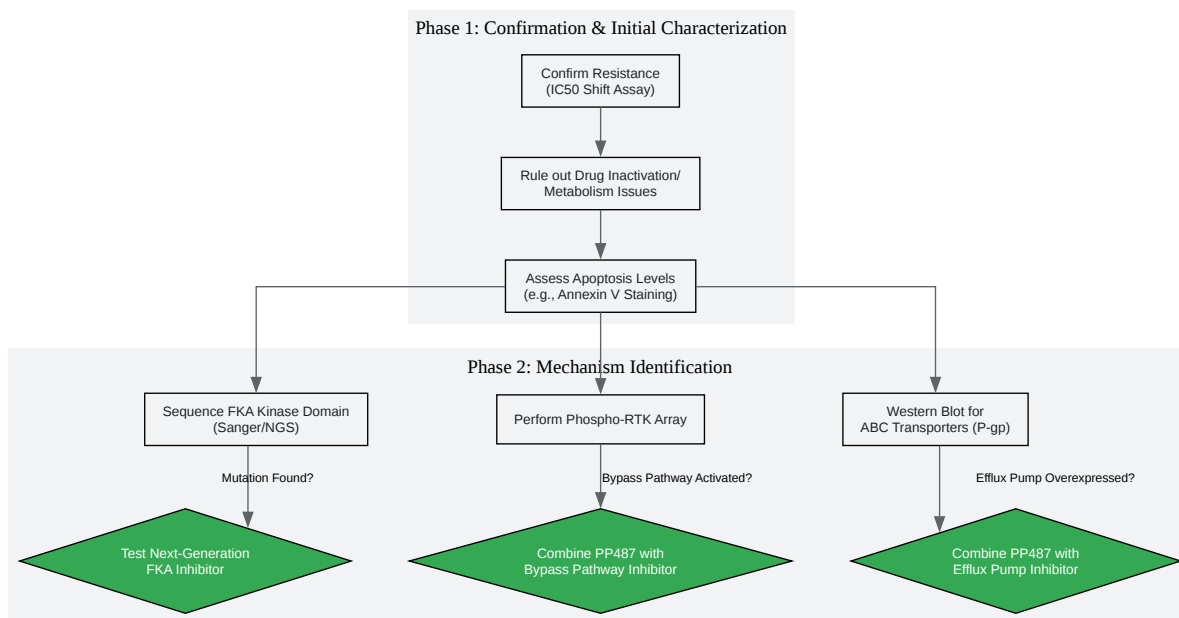 Phase 1: Confirmation & Initial Characterization
Confirm Resistance
(IC50 Shift Assay)
Rule out Drug Inactivation/
Metabolism Issues
Assess Apoptosis Levels
(e.g., Annexin V Staining)
Phase 2: Mechanism Identification
Sequence FKA Kinase Domain
(Sanger/NGS)
Perform Phospho-RTK Array
Western Blot for
ABC Transporters (P-gp)
Mutation Found?
Bypass Pathway Activated?
Efflux Pump Overexpressed?
Test Next-Generation
FKA Inhibitor
Combine PP487 with
Bypass Pathway Inhibitor
Combine PP487 with
Efflux Pump Inhibitor